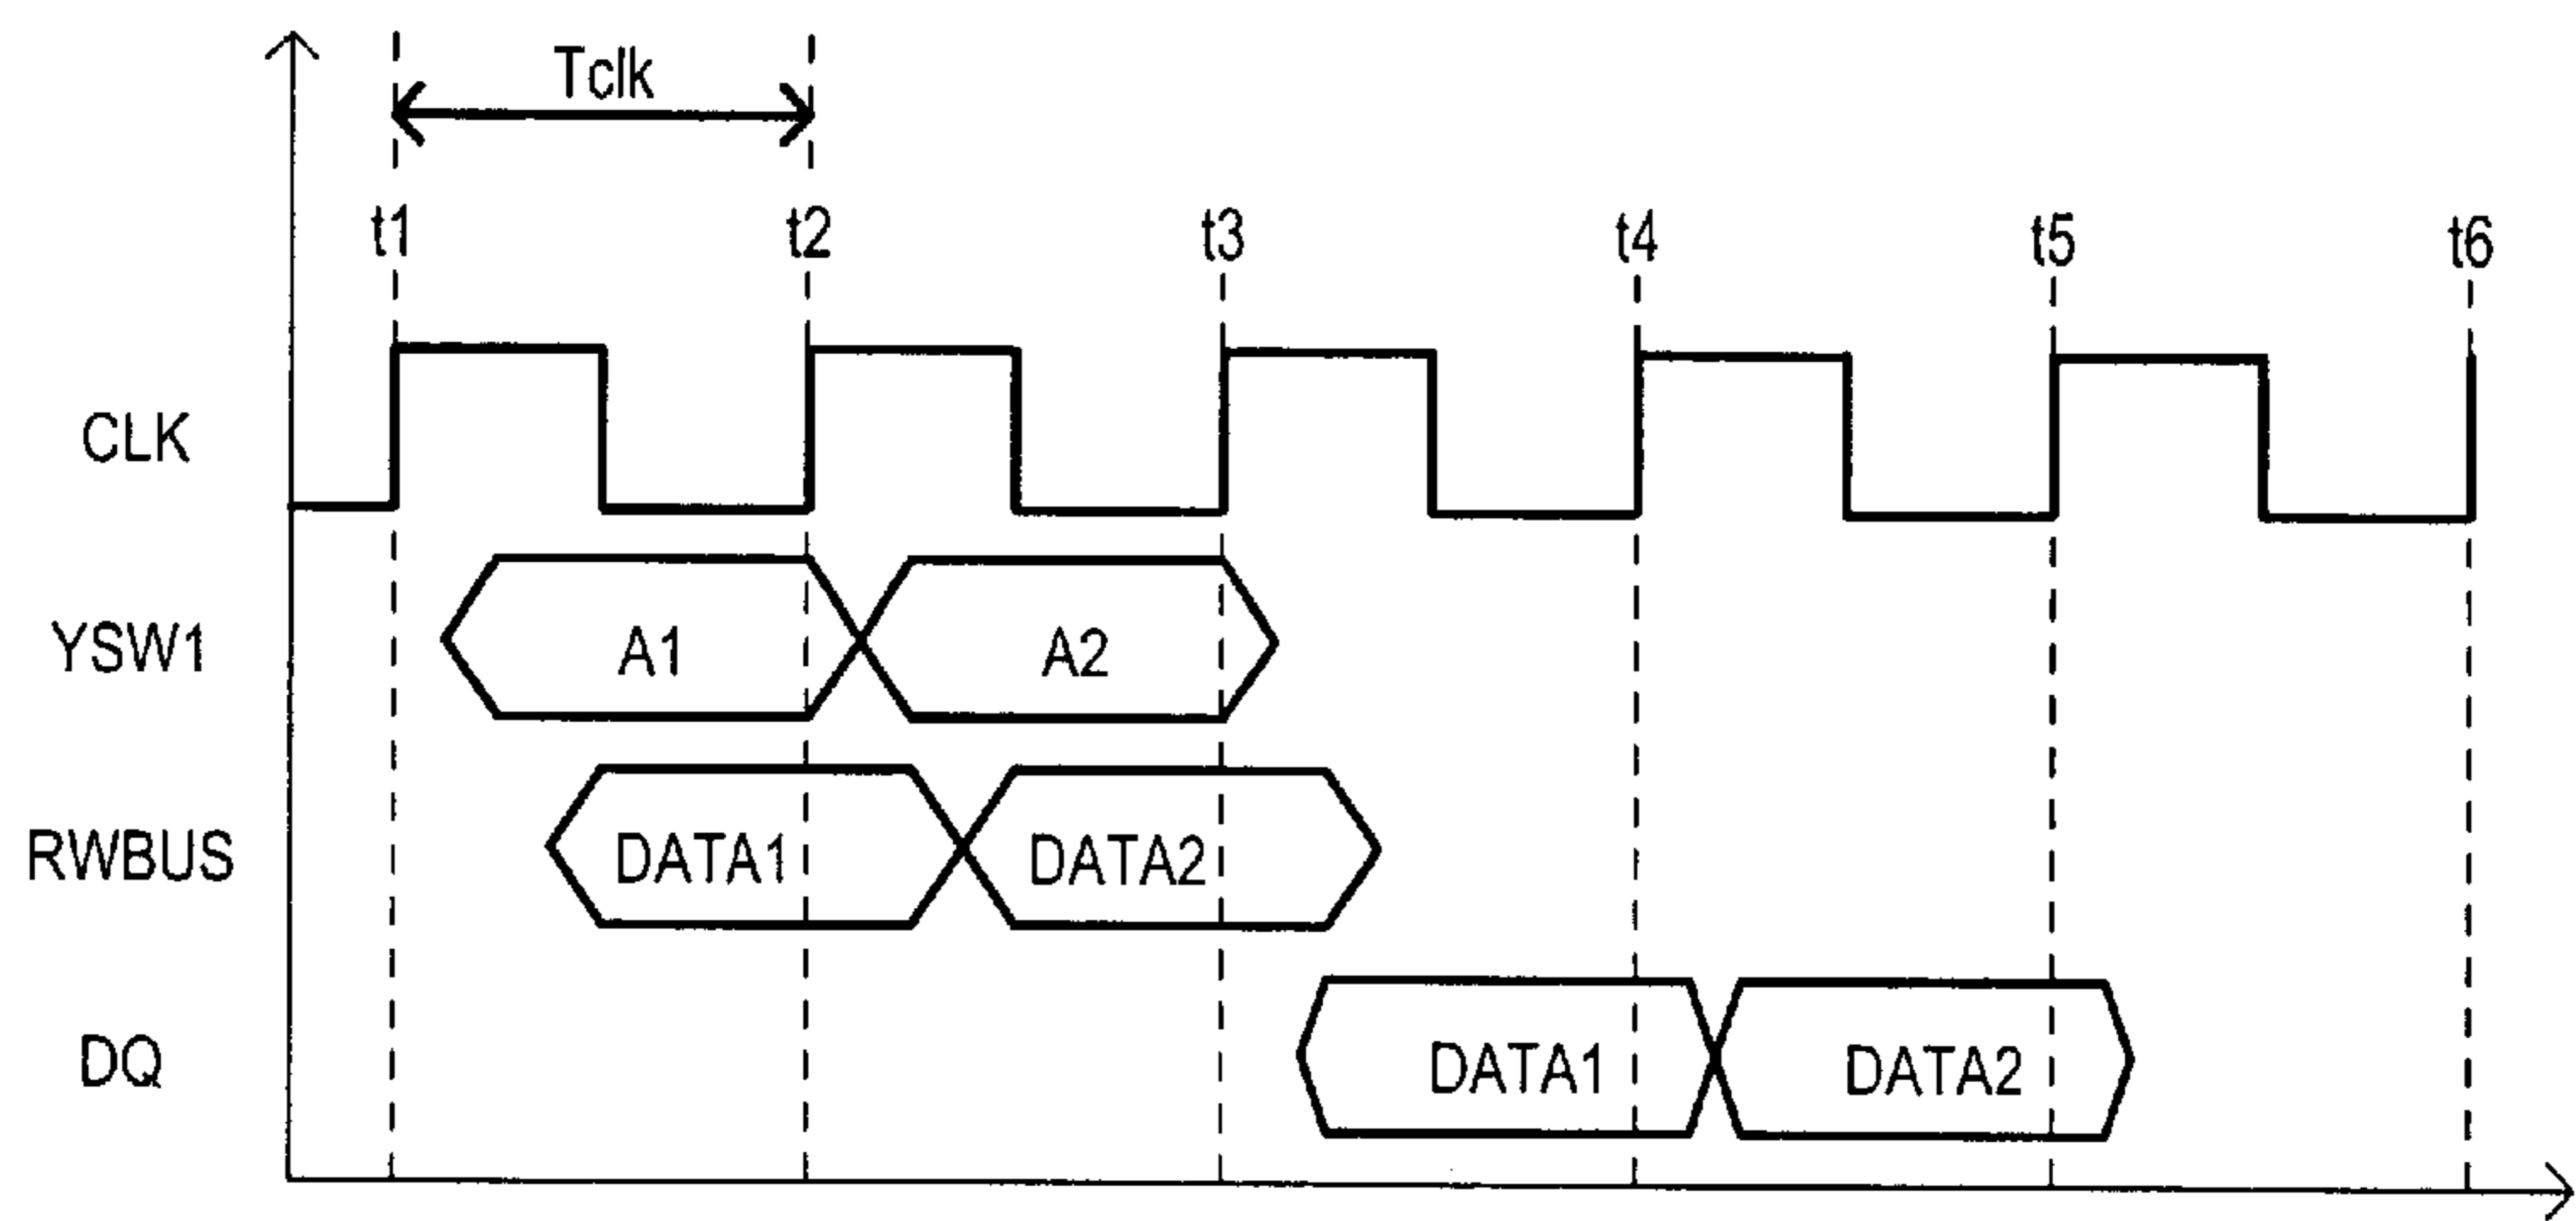 Tclk
t1 t2 t3 t4 t5 t6
CLK
YSW1 A1 A2
RWBUS DATA1 DATA2
DQ DATA1 DATA2